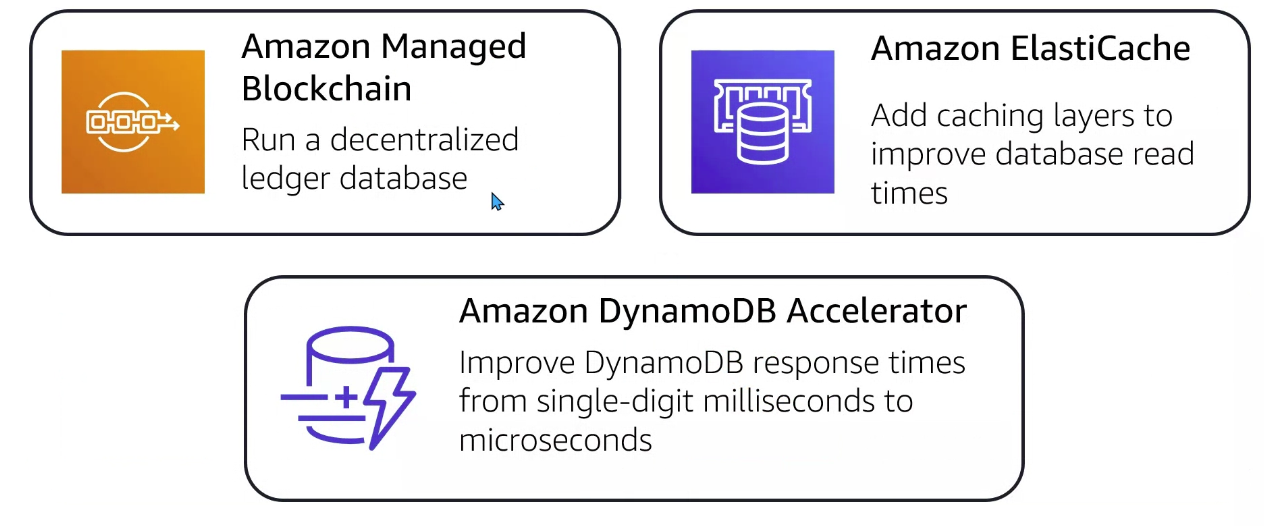 Amazon Managed
Blockchain
Run a decentralized
ledger database
Amazon ElastiCache
Add caching layers to
improve database read
times
Amazon DynamoDB Accelerator
Improve DynamoDB response times
from single-digit milliseconds to
microseconds